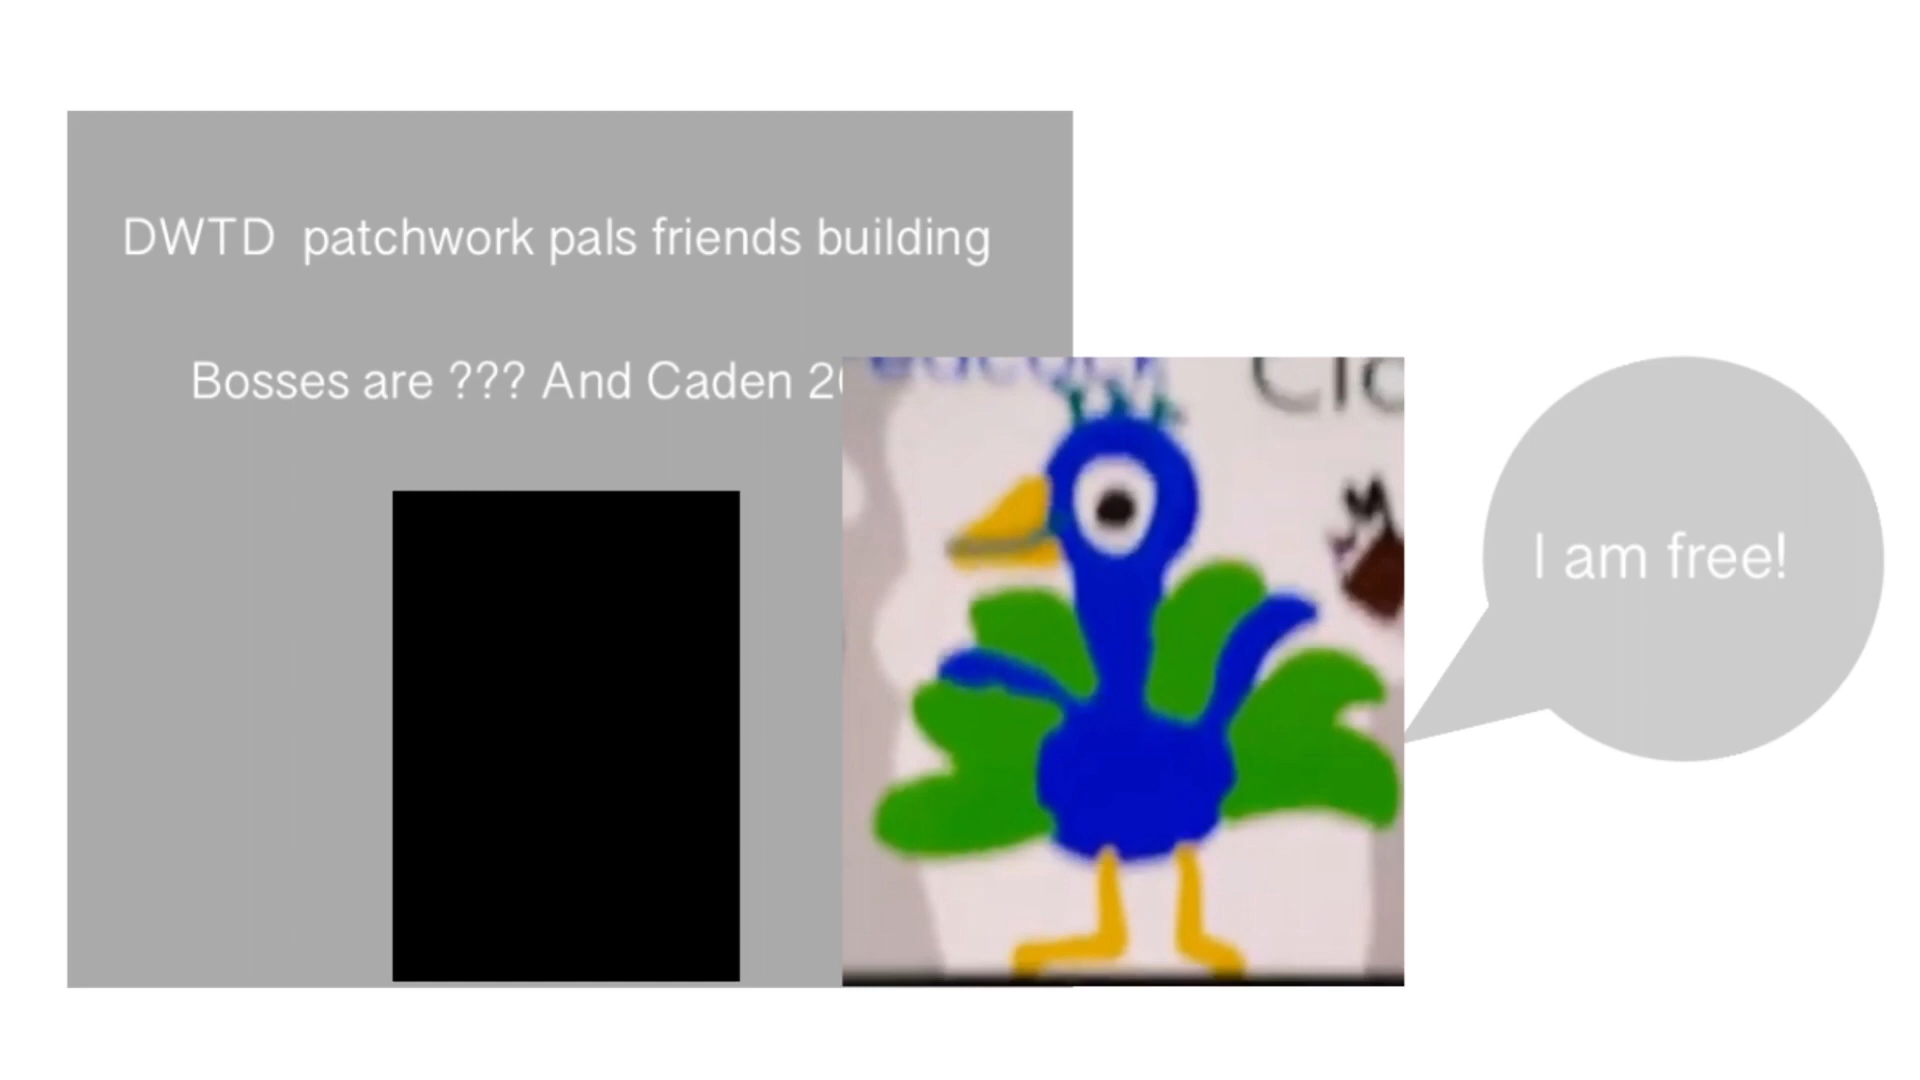 DWTD patchwork pals friends building
Bosses are ??? And Caden
I am free!